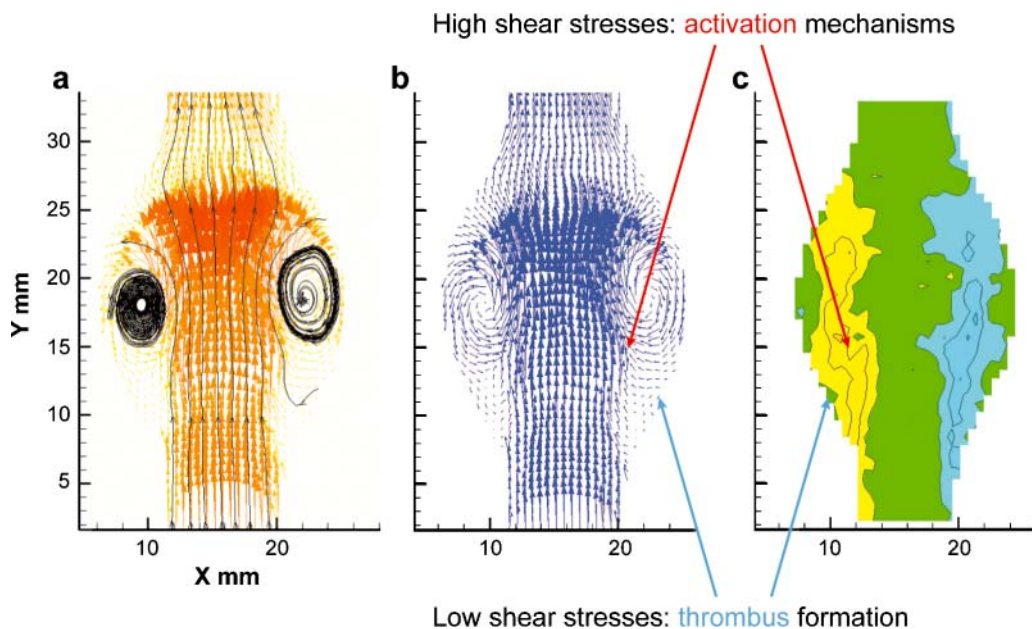 High shear stresses: activation mechanisms
a
b
c
30
25
20
15
10
5
Y mm
10
20
10
20
10
20
X mm
Low shear stresses: thrombus formation